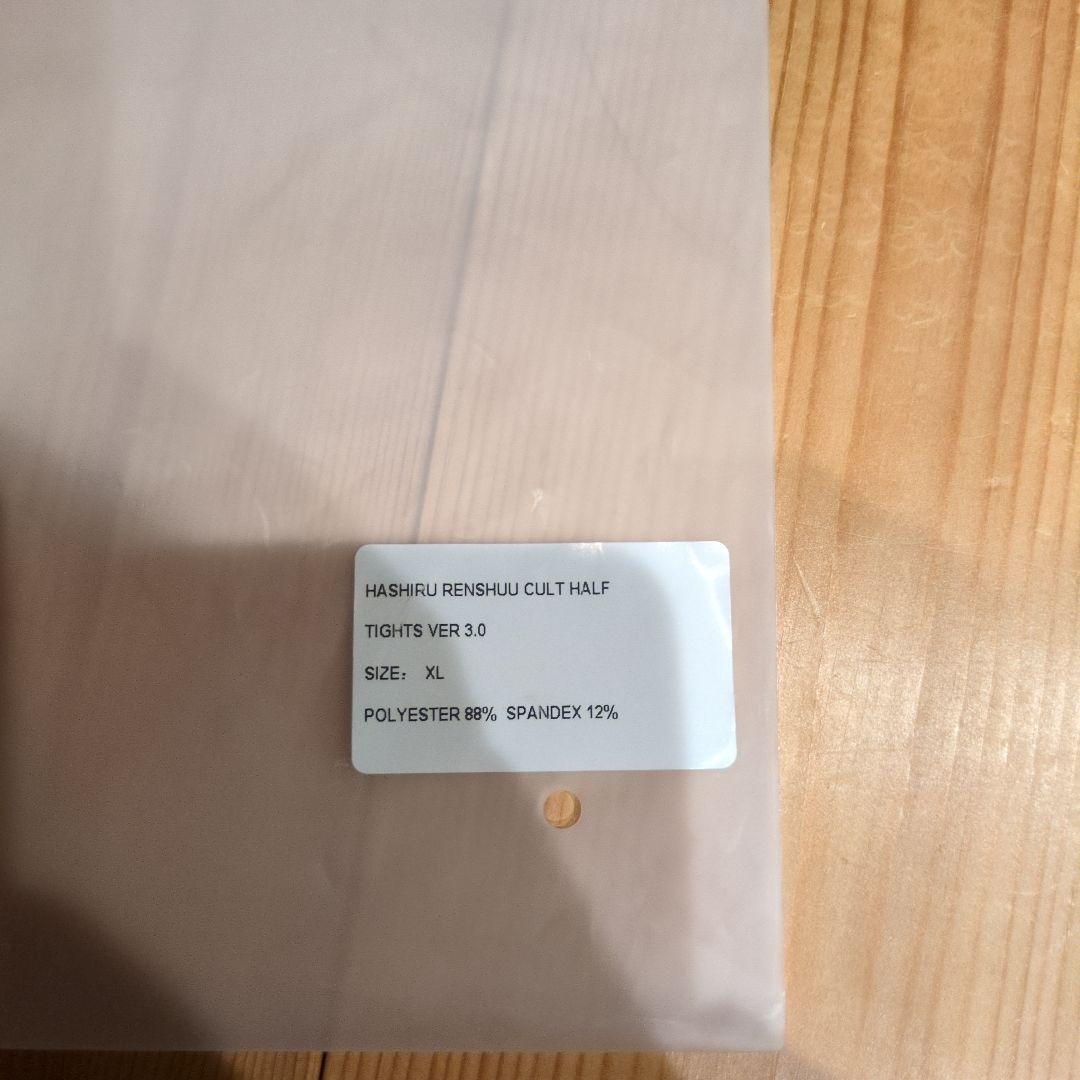 HASHIRU RENSHUU CULT HALF
TIGHTS VER 3.0
SIZE： XL
POLYESTER 88% SPANDEX 12%